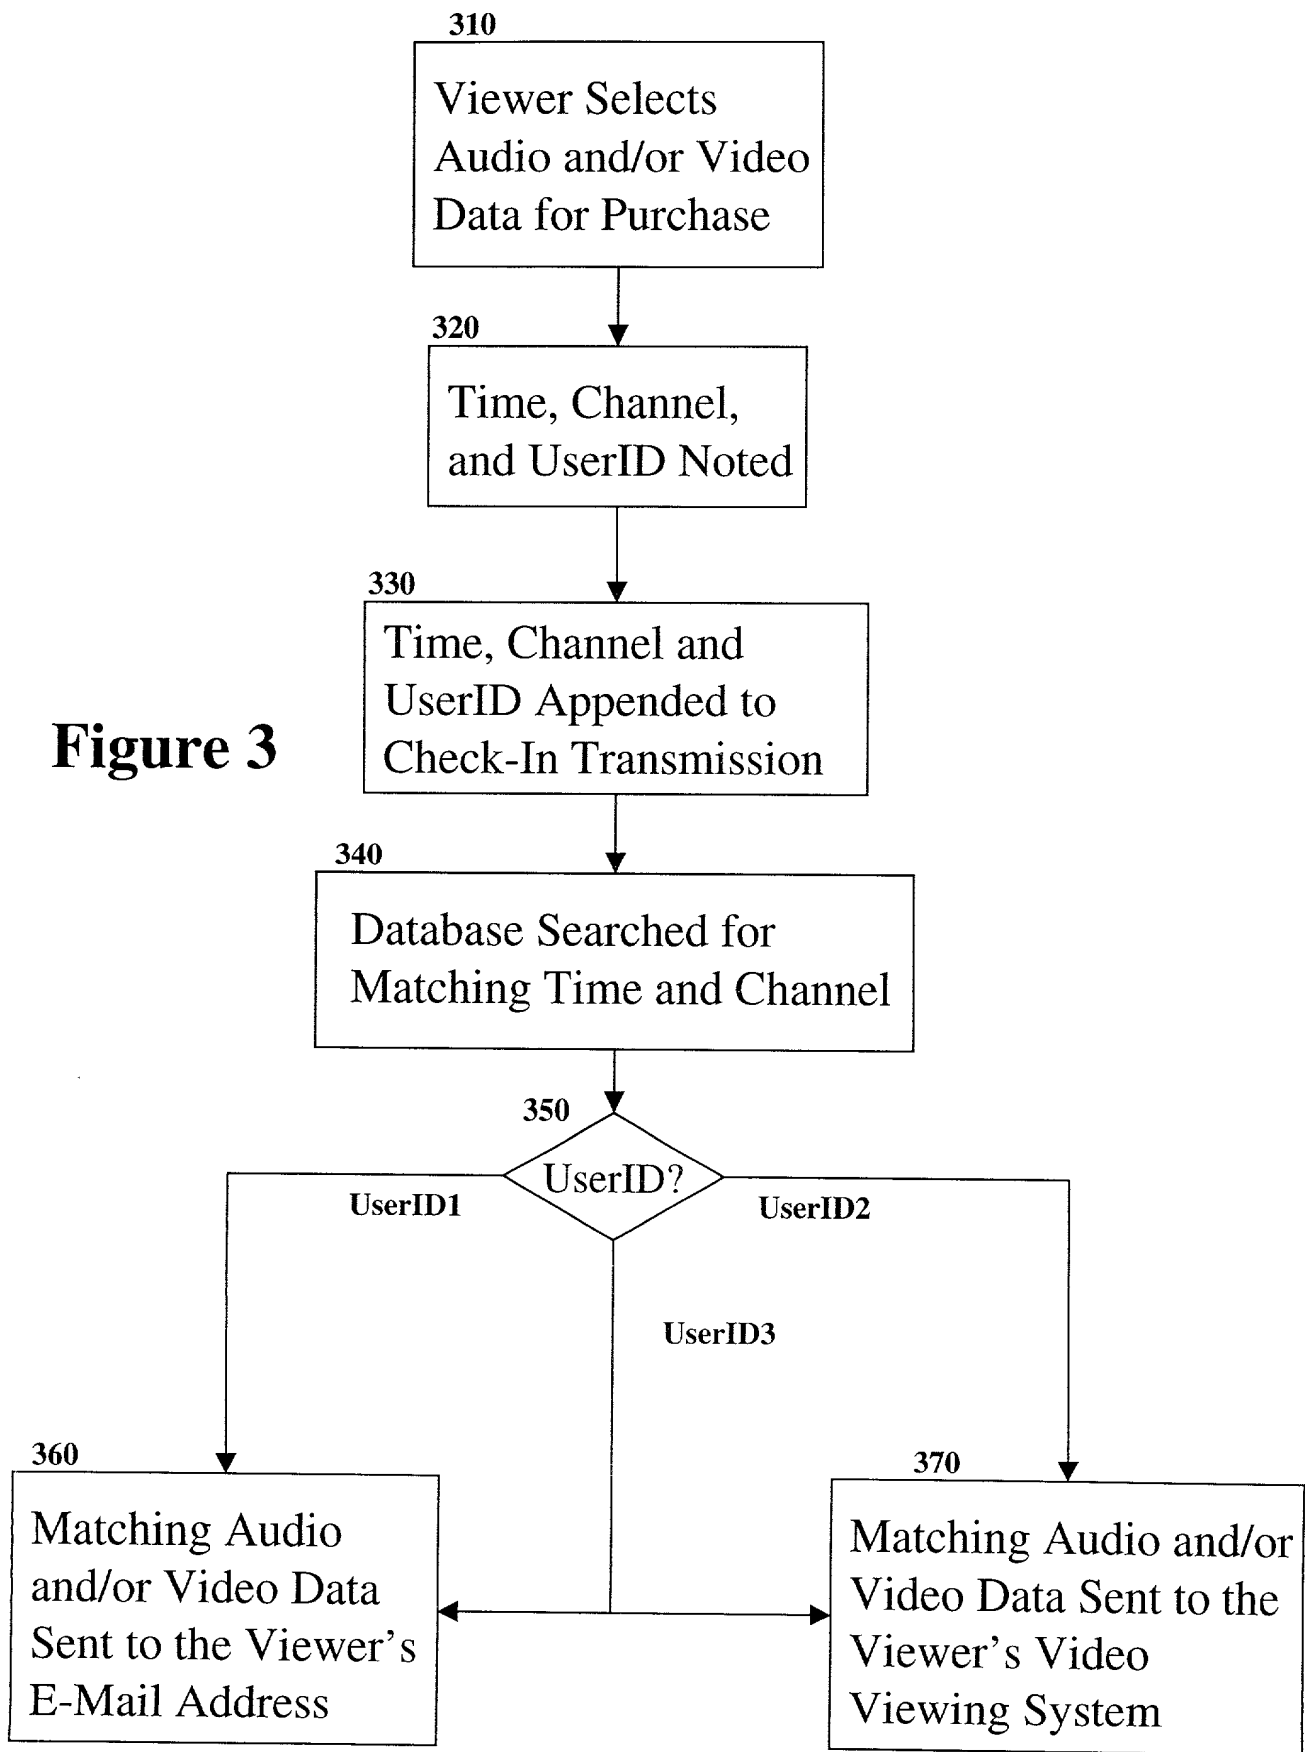 310
Viewer Selects
Audio and/or Video
Data for Purchase
320
Time, Channel,
and UserID Noted
330
Time, Channel and
UserID Appended to
Check-In Transmission
Figure 3
340
Database Searched for
Matching Time and Channel
350
UserID?
UserID1
UserID2
UserID3
360
Matching Audio
and/or Video Data
Sent to the Viewer's
E-Mail Address
370
Matching Audio and/or
Video Data Sent to the
Viewer's Video
Viewing System